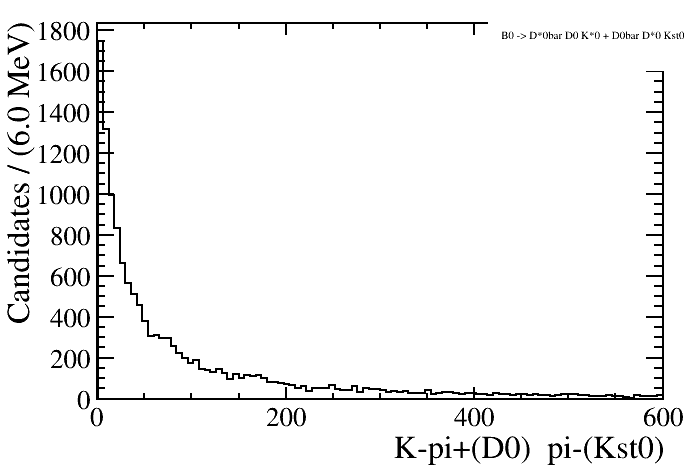 B0 -> D*0bar D0 K*0 + D0bar D*0 Kst0
Candidates / (6.0 MeV)
1800
1600
1400
1200
1000
800
600
400
200
0
0 200 400 600
K-pi+(D0) pi-(Kst0)